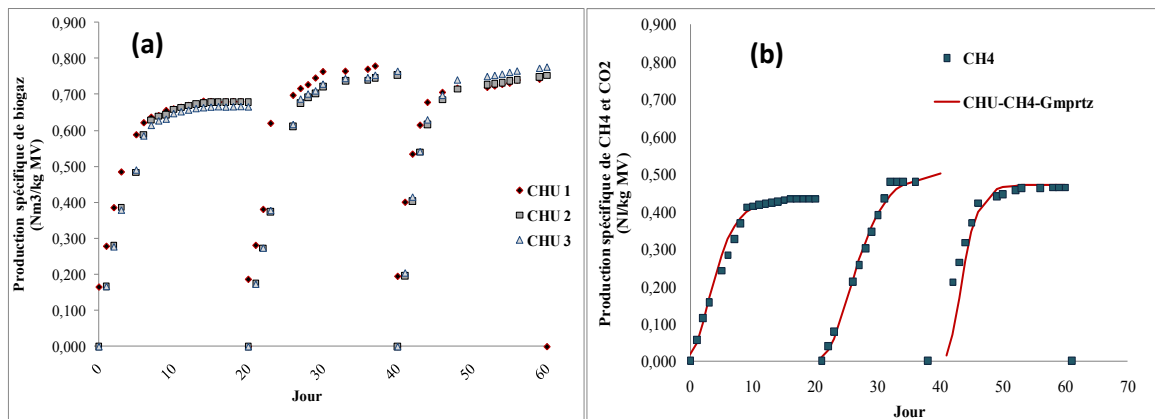 (a)
Production spécifique de biogaz
(Nm3/kg MV)
0,900
0,800
0,700
0,600
0,500
0,400
0,300
0,200
0,100
0,000
0
10
20
30
40
50
60
Jour
CHU 1
CHU 2
CHU 3
(b)
Production spécifique de CH4 et CO2
(Nl/kg MV)
0,900
0,800
0,700
0,600
0,500
0,400
0,300
0,200
0,100
0,000
0
10
20
30
40
50
60
70
Jour
CH4
CHU-CH4-Gmprtz